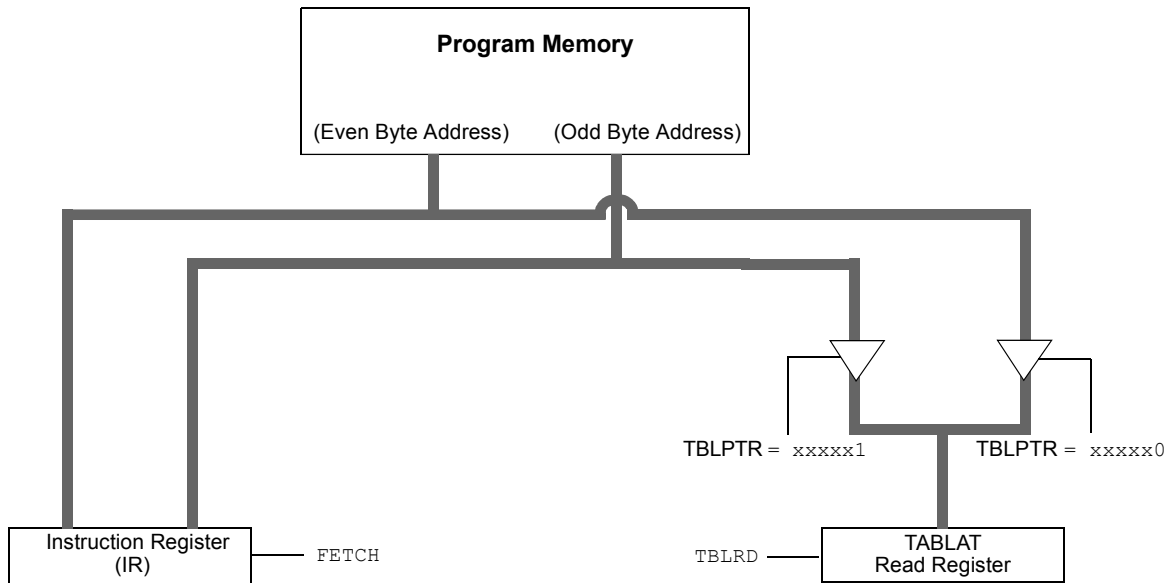 Program Memory
(Even Byte Address) (Odd Byte Address)
TBLPTR = xxxxx1 TBLPTR = xxxxx0
Instruction Register
(IR)
FETCH
TBLRD
TABLAT
Read Register